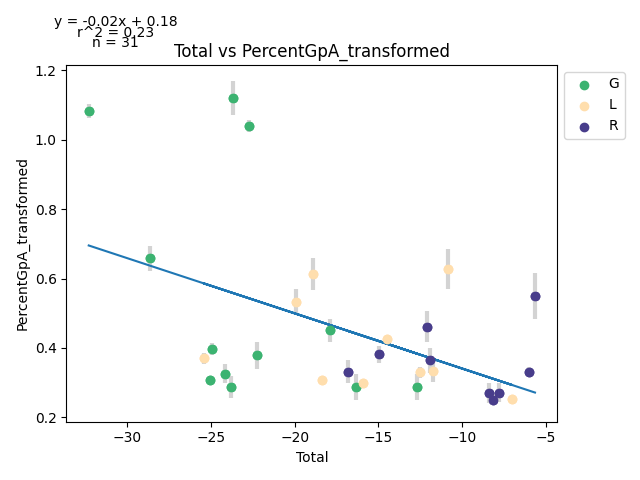 y = -0.02x + 0.18
r^2 = 0.23
n = 31
Total vs PercentGpA_transformed
1.2
1.0
0.8
0.6
0.4
0.2
PercentGpA_transformed
−30
−25
−20
−15
−10
−5
Total
G
L
R